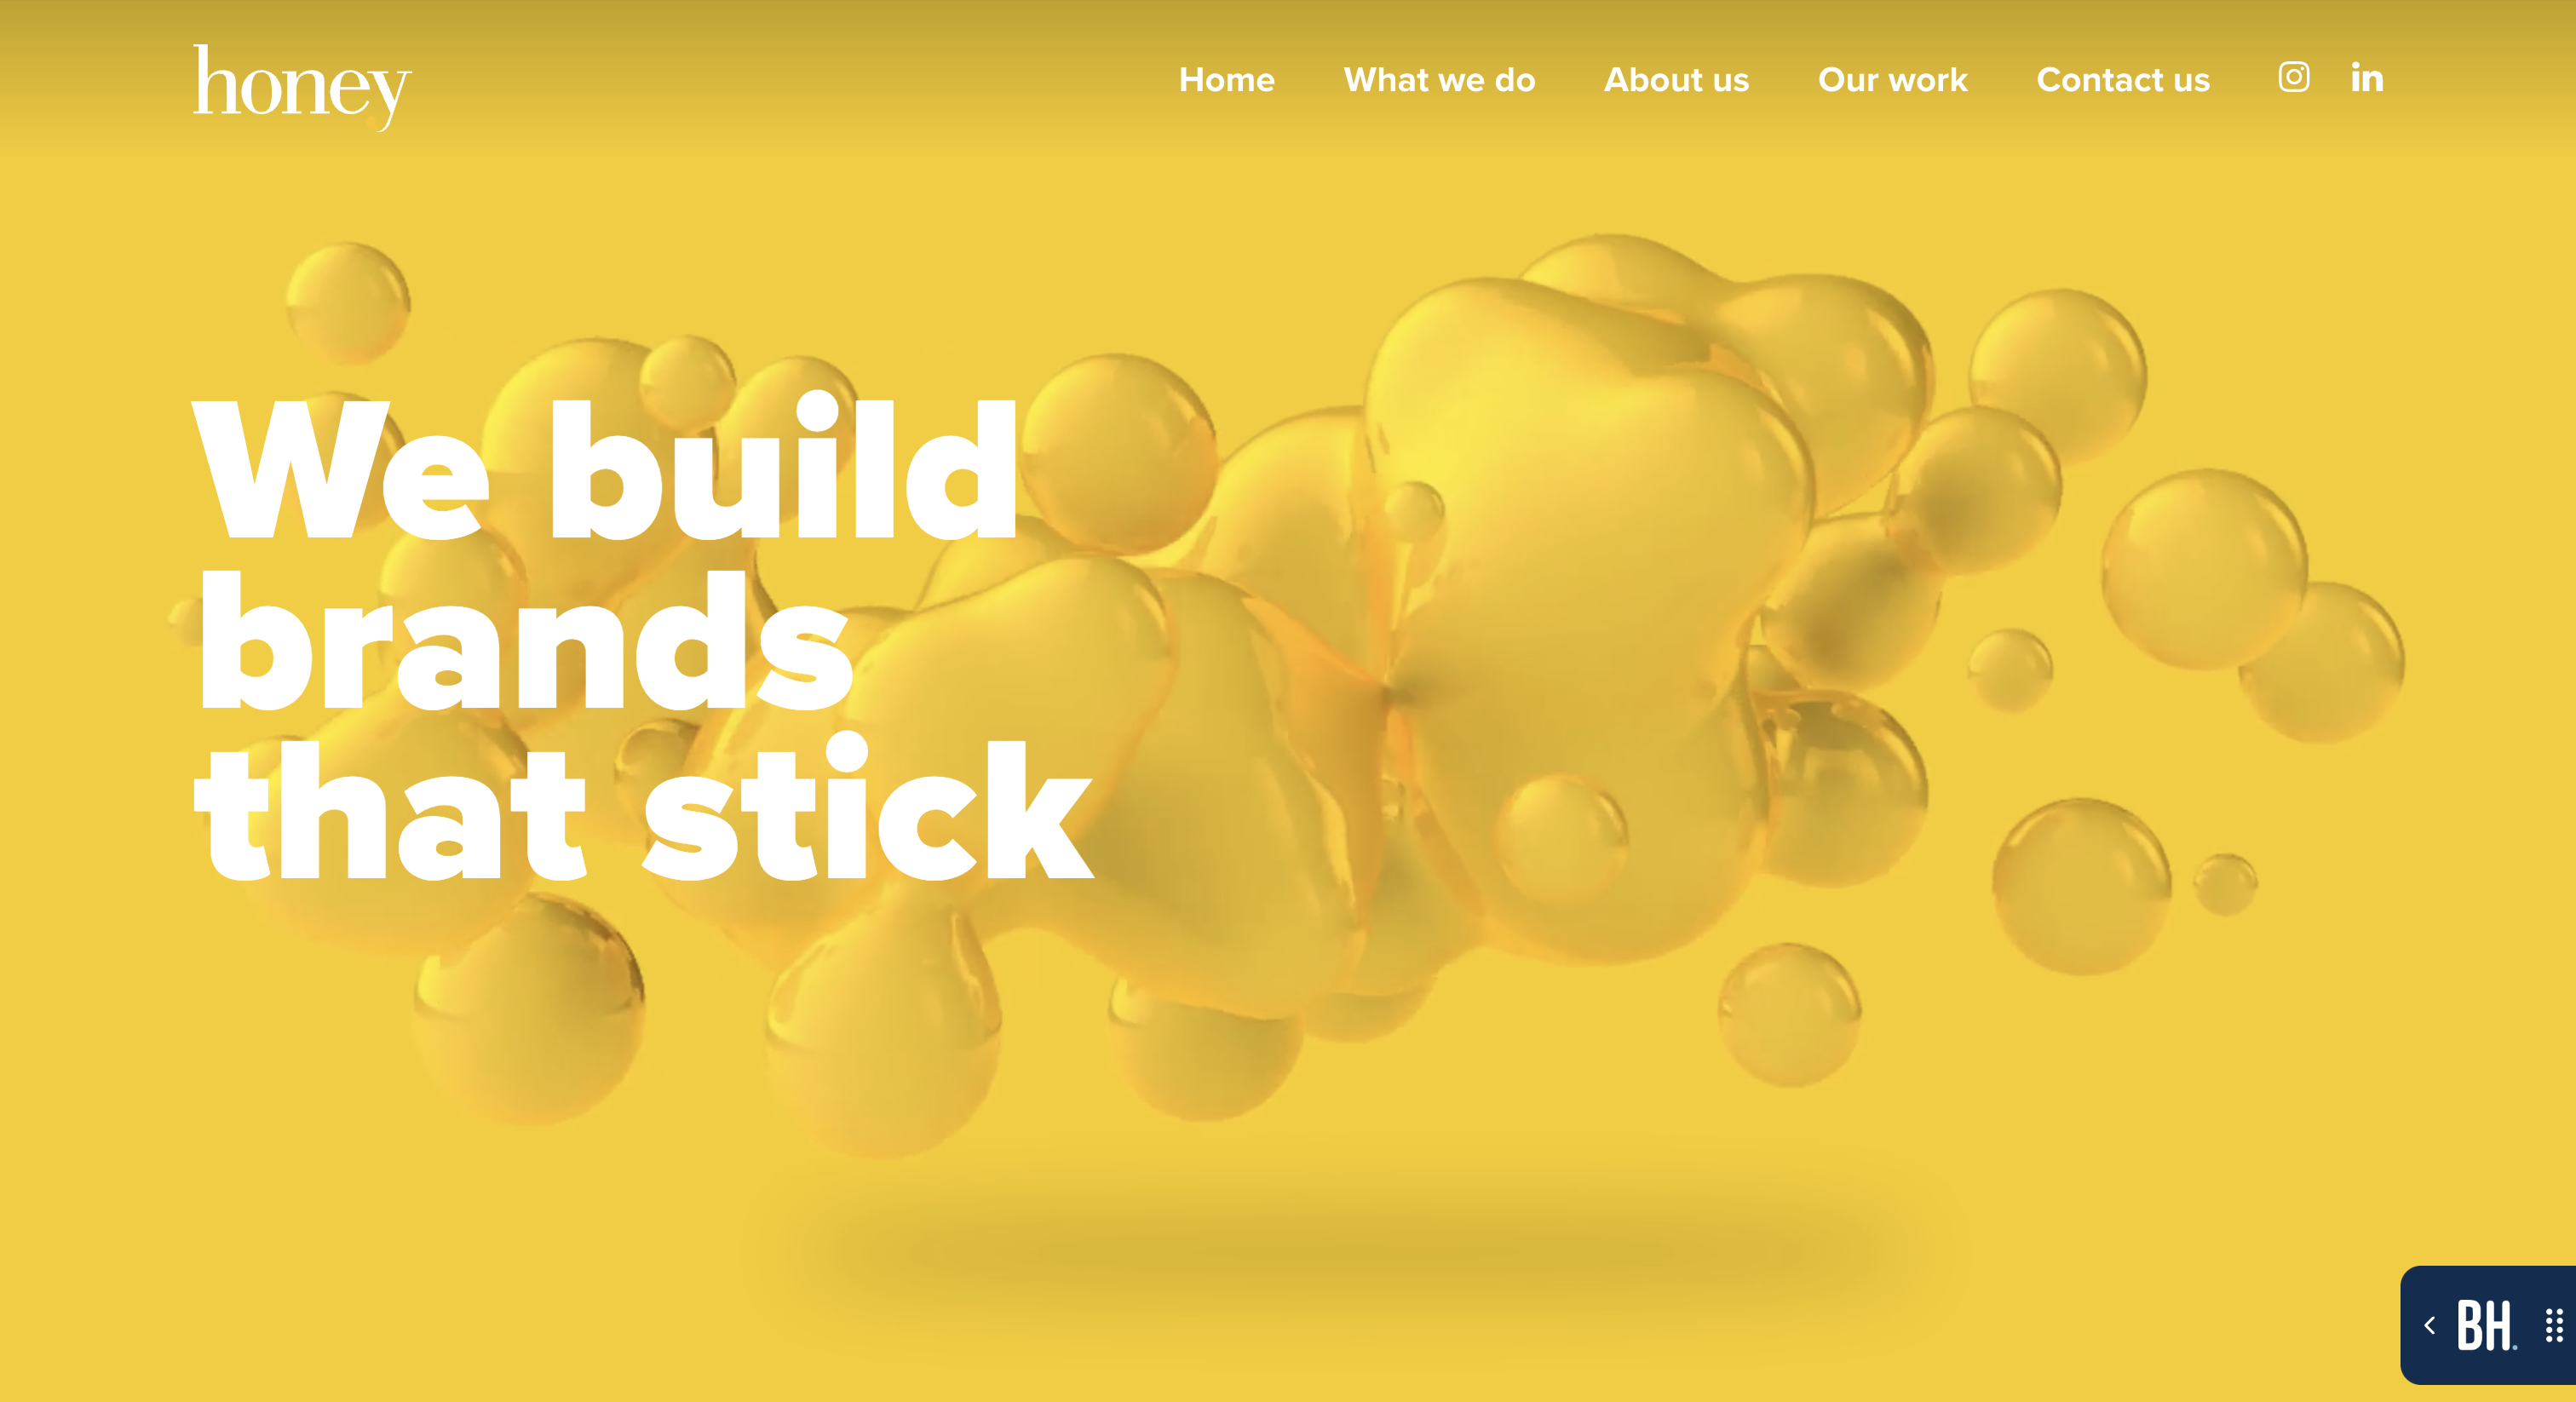 honey
Home What we do About us Our work Contact us in
We build
brands
that stick
BH.